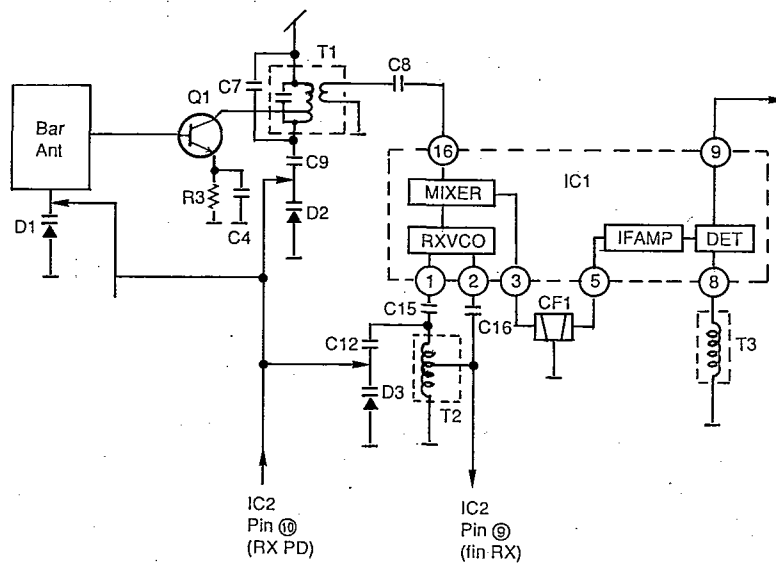 T1
C7
C8
Q1
Bar
Ant
16
9
C9
IC1
MIXER
R3
D2
C4
D1
RXVCO
IFAMP
DET
1
2
3
5
8
C15
CF1
C16
C12
T3
D3
T2
IC2
Pin ⑩
(RX PD)
IC2
Pin ⑨
(fin RX)